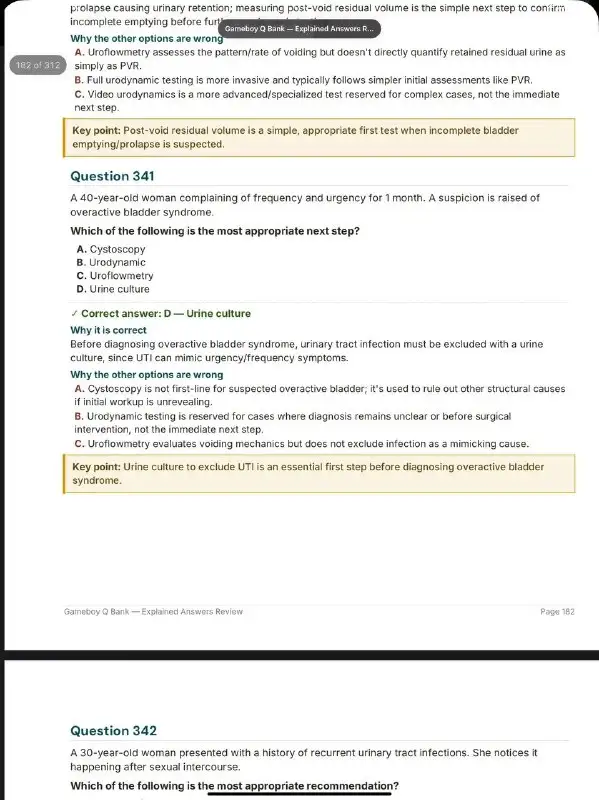 prolapse causing urinary retention; measuring post-void residual volume is the simple next step to confirm
incomplete emptying before
Gameboy Q Bank — Explained Answers R...
Why the other options are wrong
182 of 312
A. Uroflowmetry assesses the pattern/rate of voiding but doesn't directly quantify retained residual urine as
simply as PVR.
B. Full urodynamic testing is more invasive and typically follows simpler initial assessments like PVR.
C. Video urodynamics is a more advanced/specialized test reserved for complex cases, not the immediate
next step.
Key point: Post-void residual volume is a simple, appropriate first test when incomplete bladder
emptying/prolapse is suspected.
Question 341
A 40-year-old woman complaining of frequency and urgency for 1 month. A suspicion is raised of
overactive bladder syndrome.
Which of the following is the most appropriate next step?
A. Cystoscopy
B. Urodynamic
C. Uroflowmetry
D. Urine culture
✓ Correct answer: D — Urine culture
Why it is correct
Before diagnosing overactive bladder syndrome, urinary tract infection must be excluded with a urine
culture, since UTI can mimic urgency/frequency symptoms.
Why the other options are wrong
A. Cystoscopy is not first-line for suspected overactive bladder; it's used to rule out other structural causes
if initial workup is unrevealing.
B. Urodynamic testing is reserved for cases where diagnosis remains unclear or before surgical
intervention, not the immediate next step.
C. Uroflowmetry evaluates voiding mechanics but does not exclude infection as a mimicking cause.
Key point: Urine culture to exclude UTI is an essential first step before diagnosing overactive bladder
syndrome.
Gameboy Q Bank — Explained Answers Review
Page 182
Question 342
A 30-year-old woman presented with a history of recurrent urinary tract infections. She notices it
happening after sexual intercourse.
Which of the following is the most appropriate recommendation?